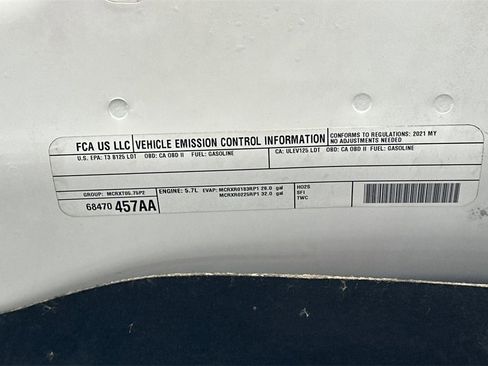 FCA US LLC VEHICLE EMISSION CONTROL INFORMATION CONFORMS TO REGULATIONS: 2021 MY
NO ADJUSTMENTS NEEDED
U.S. EPA: T3 B125 LDT OBD: CA OBD II FUEL: GASOLINE CA: ULEV125 LDT OBD: CA OBD II FUEL: GASOLINE
GROUP: MCRXT05.75P2 ENGINE: 5.7L EVAP: MCRXR0183RP1 26.0 gal HO2S
MCRXR0225RP1 32.0 gal SFI
68470 457AA TWC